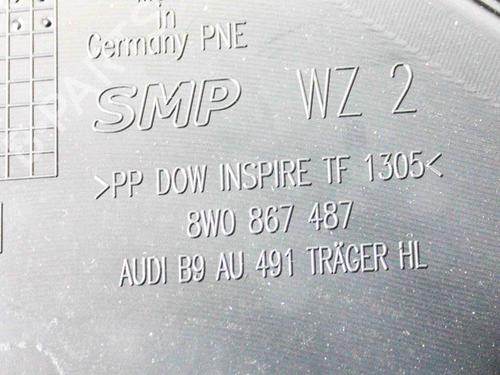 in
Germany PNE
SMP WZ 2
>PP DOW INSPIRE TF 1305<
8W0 867 487
AUDI B9 AU 491 TRÄGER HL